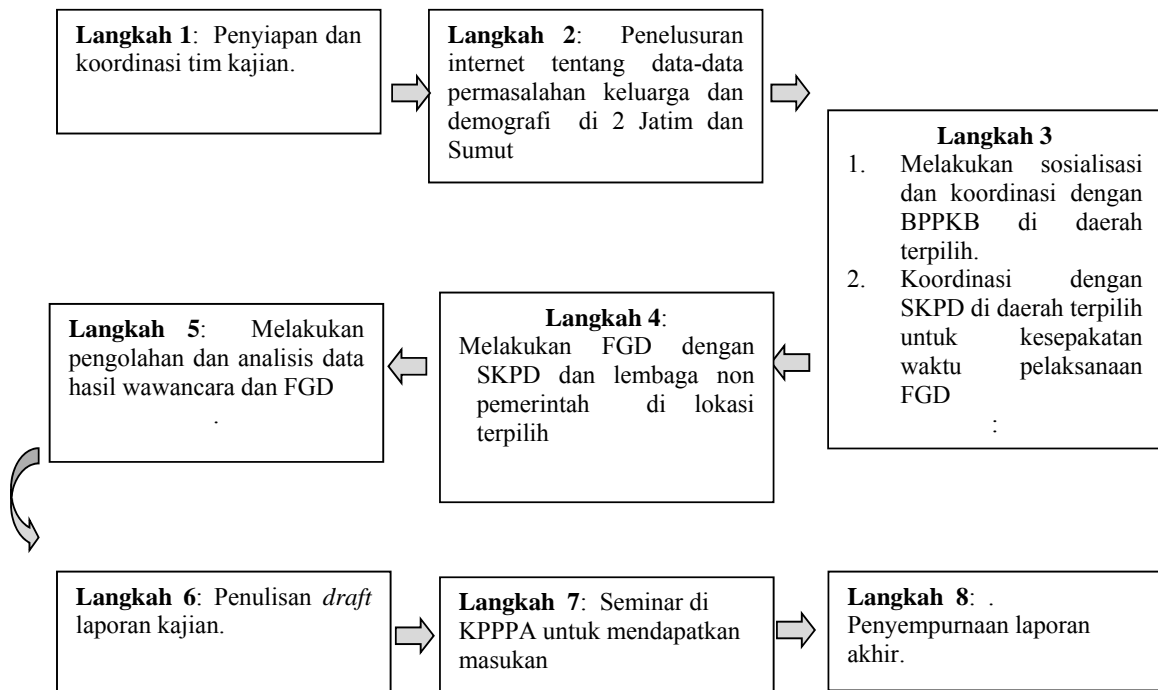 Langkah 1: Penyiapan dan
koordinasi tim kajian.
Langkah 2: Penelusuran
internet tentang data-data
permasalahan keluarga dan
demografi di 2 Jatim dan
Sumut
Langkah 3
1. Melakukan sosialisasi
dan koordinasi dengan
BPPKB di daerah
terpilih.
2. Koordinasi dengan
SKPD di daerah terpilih
untuk kesepakatan
waktu pelaksanaan
FGD
:
Langkah 4:
Melakukan FGD dengan
SKPD dan lembaga non
pemerintah di lokasi
terpilih
Langkah 5: Melakukan
pengolahan dan analisis data
hasil wawancara dan FGD
.
Langkah 6: Penulisan draft
laporan kajian.
Langkah 7: Seminar di
KPPPA untuk mendapatkan
masukan
Langkah 8: .
Penyempurnaan laporan
akhir.